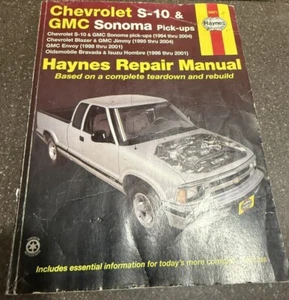 Chevrolet S-10 &
GMC Sonoma Pick-ups
Haynes
Chevrolet S-10 & GMC Sonoma pick-ups (1994 thru 2004)
Chevrolet Blazer & GMC Jimmy (1995 thru 2004)
GMC Envoy (1998 thru 2001)
Oldsmobile Bravada & Isuzu Hombre (1996 thru 2001)
Haynes Repair Manual
Based on a complete teardown and rebuild
Includes essential information for today's more